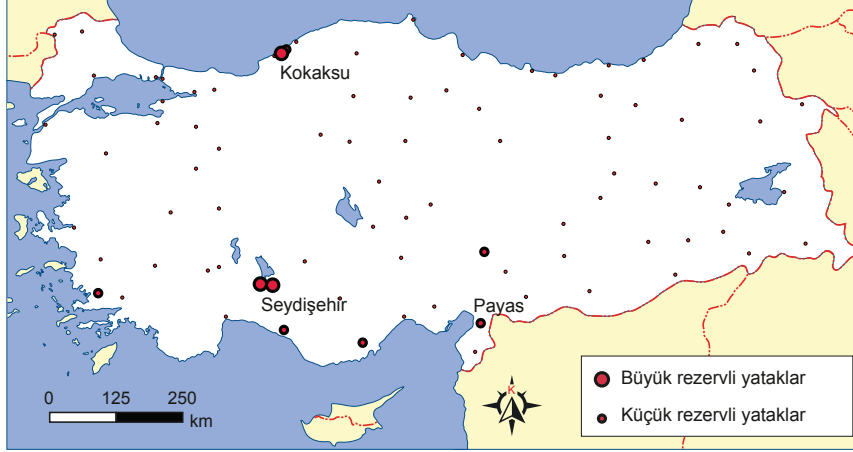 Kokaksu
Seydişehir
Payas
0 125 250
km
K
Büyük rezervli yataklar
Küçük rezervli yataklar